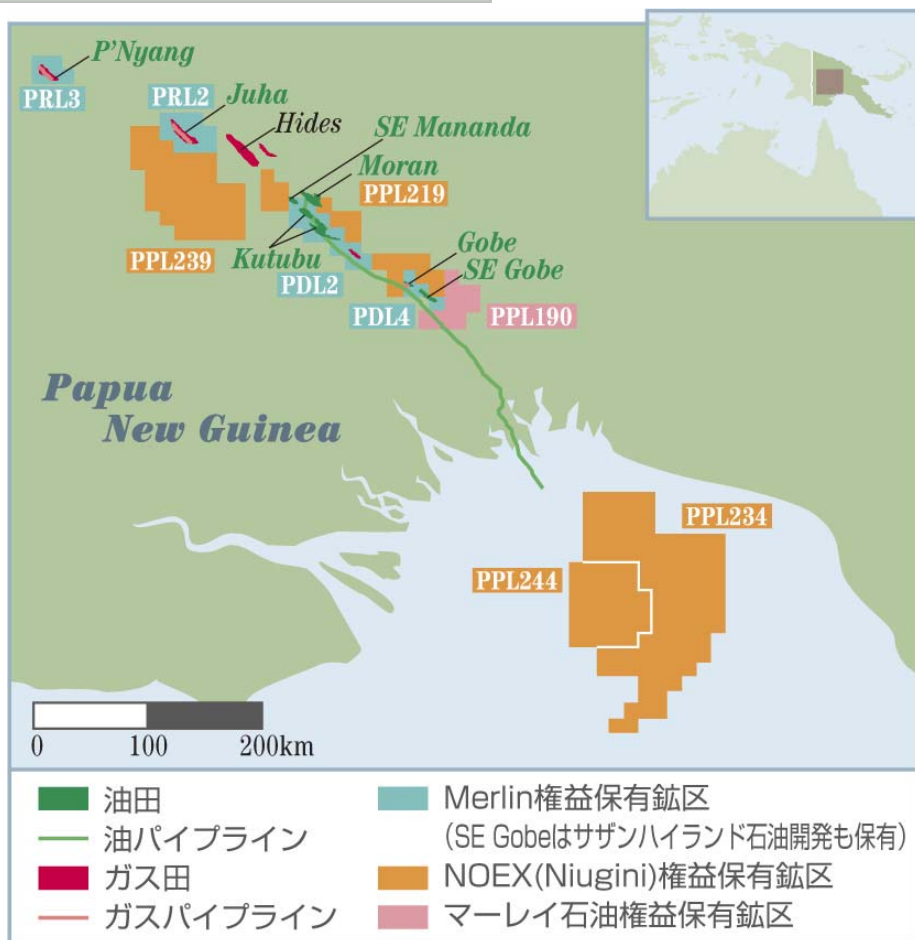 P'Nyang
PRL3
PRL2
Juha
Hides
SE Mananda
Moran
PPL219
PPL239
Kutubu
PDL2
Gobe
SE Gobe
PDL4
PPL190
Papua
New Guinea
PPL234
PPL244
0 100 200km
油田
油パイプライン
ガス田
ガスパイプライン
Merlin権益保有鉱区
(SE Gobeはサザンハイランド石油開発も保有)
NOEX(Niugini)権益保有鉱区
マーレイ石油権益保有鉱区